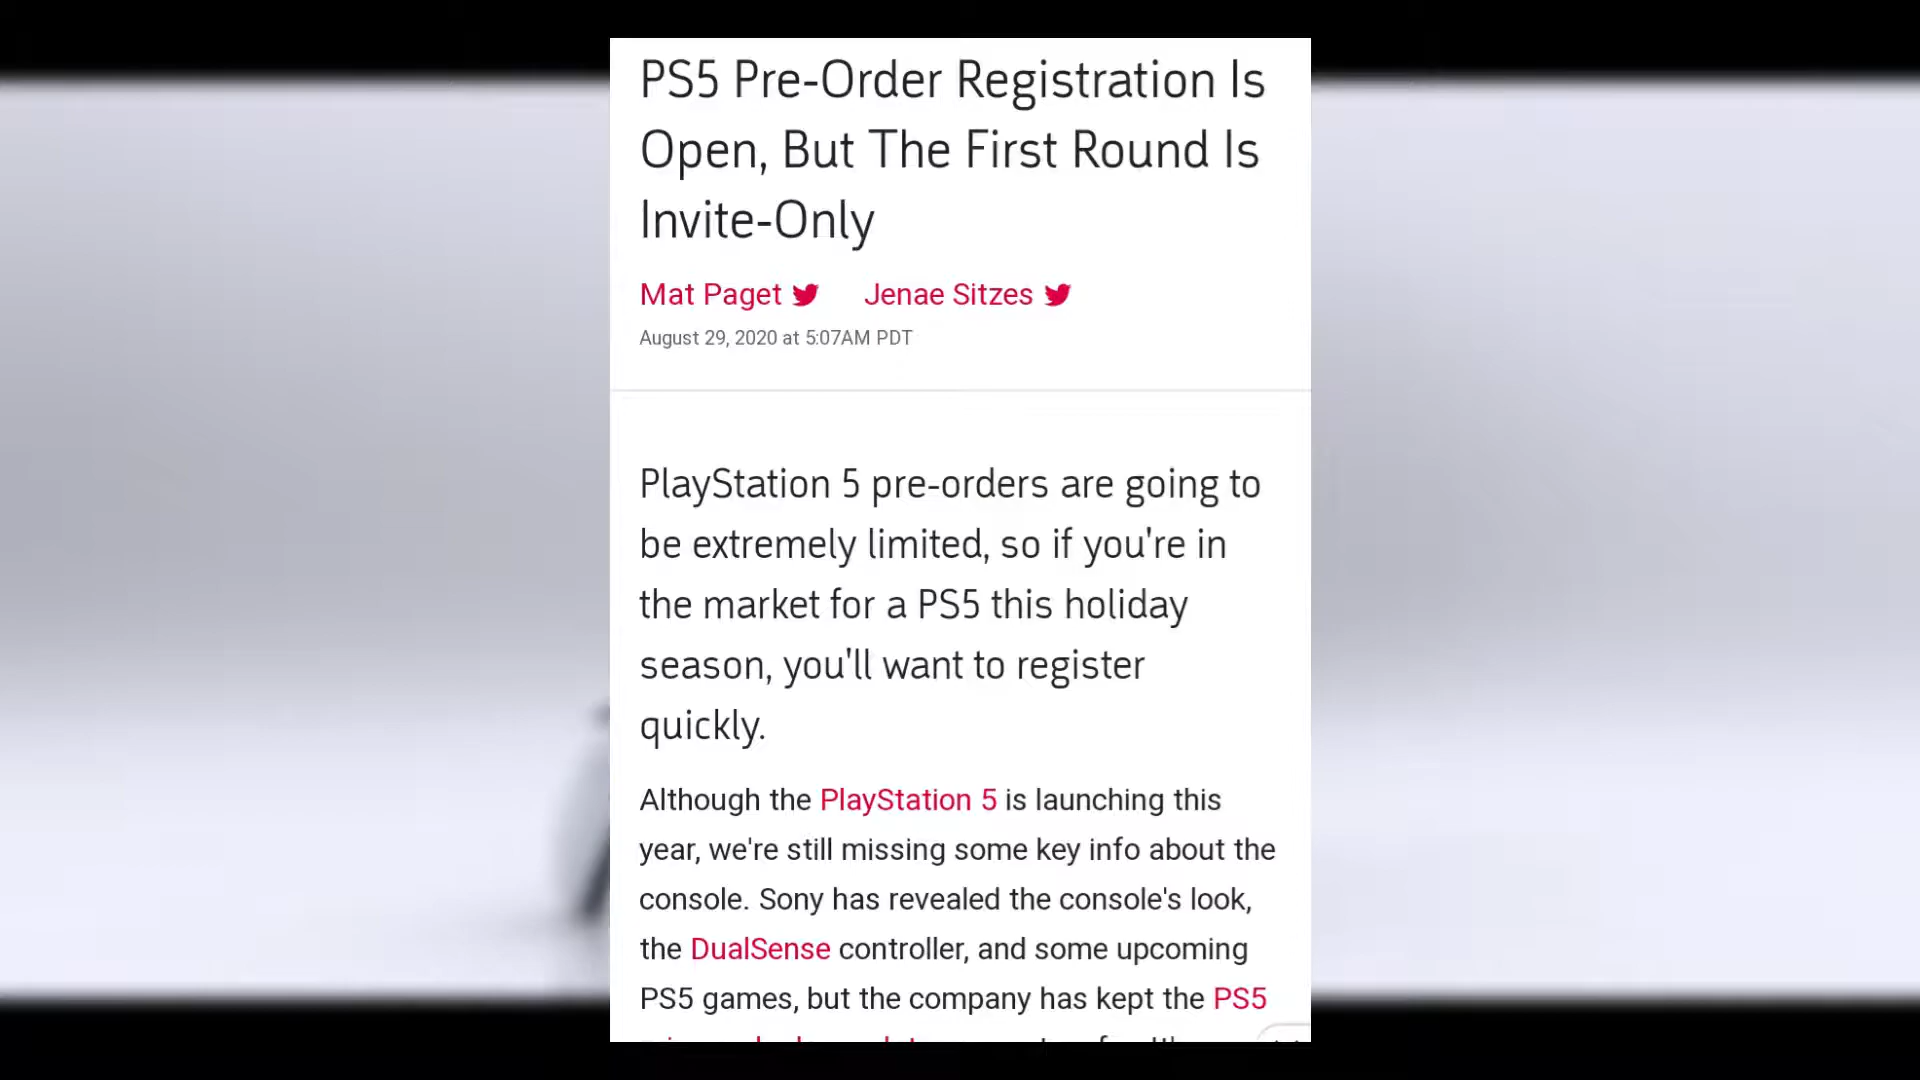 PS5 Pre-Order Registration Is
Open, But The First Round Is
Invite-Only
Mat Paget Jenae Sitzes
August 29, 2020 at 5:07AM PDT
PlayStation 5 pre-orders are going to
be extremely limited, so if you're in
the market for a PS5 this holiday
season, you'll want to register
quickly.
Although the PlayStation 5 is launching this
year, we're still missing some key info about the
console. Sony has revealed the console's look,
the DualSense controller, and some upcoming
PS5 games, but the company has kept the PS5